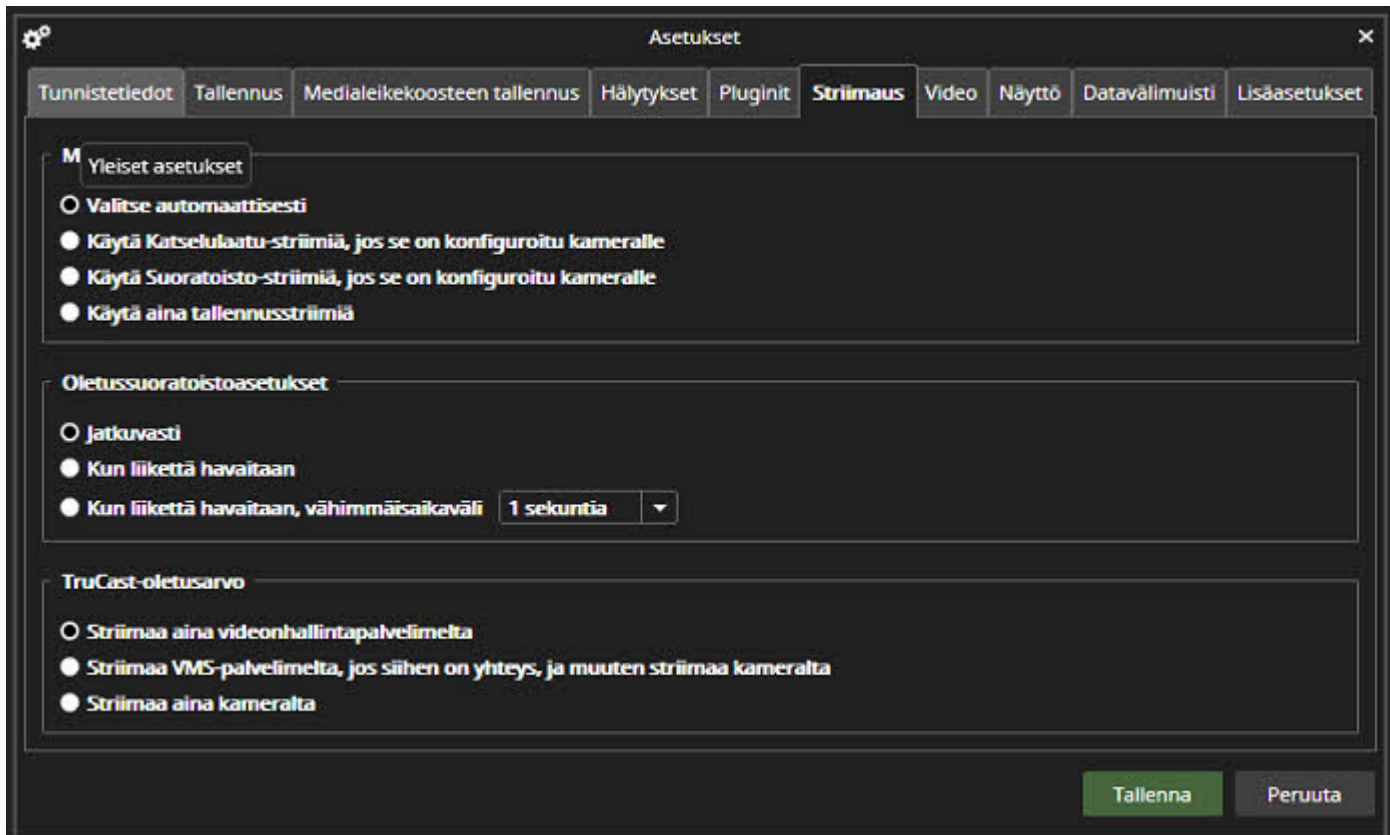 Asetukset
Tunnistetiedot Tallennus Medialeikekoosteen tallennus Hälytykset Pluginit Striimaus Video Näyttö Datavälimuisti Lisäasetukset
M
Yleiset asetukset
Valitse automaattisesti
Käytä Katselulaatu-striimiä, jos se on konfiguroitu kameralle
Käytä Suoratoisto-striimiä, jos se on konfiguroitu kameralle
Käytä aina tallennusstriimiä
Oletussuoratoistoasetukset
Jatkuvasti
Kun liikettä havaitaan
Kun liikettä havaitaan, vähimmäisaikaväli 1 sekuntia
TruCast-oletusarvo
Striimaa aina videonhallintapalvelimelta
Striimaa VMS-palvelimelta, jos siihen on yhteys, ja muuten striimaa kameralta
Striimaa aina kameralta
Tallenna Peruuta